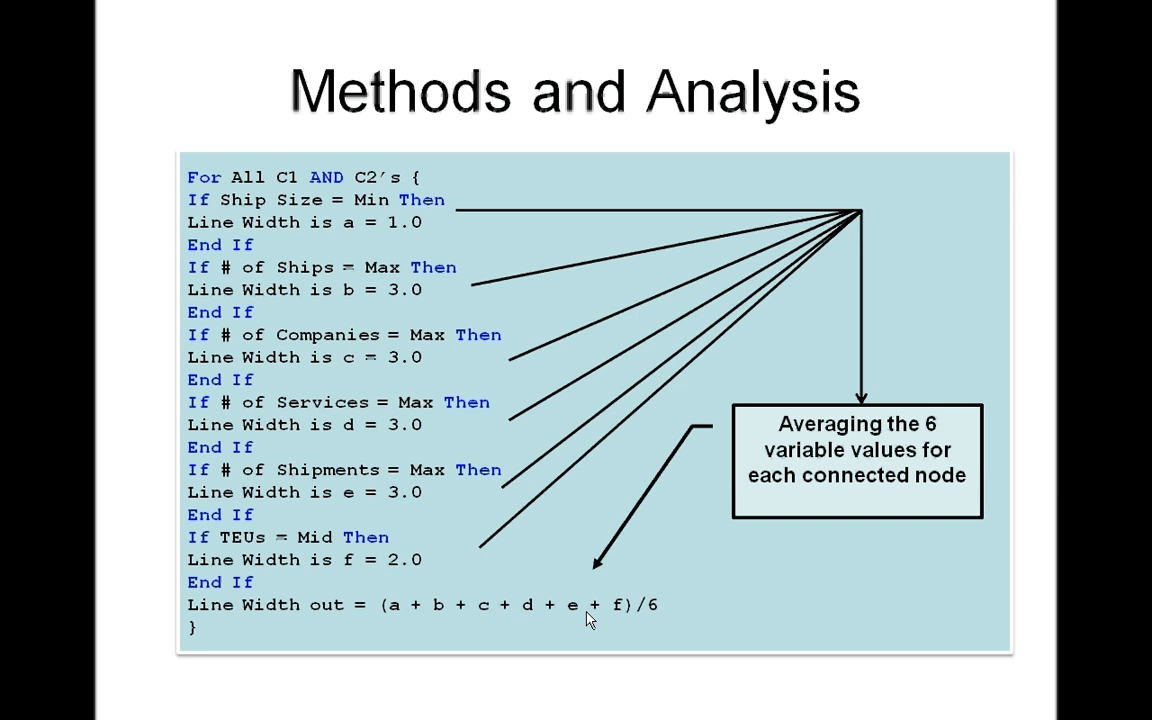 Methods and Analysis
For All C1 AND C2's {
If Ship Size = Min Then
Line Width is a = 1.0
End If
If # of Ships = Max Then
Line Width is b = 3.0
End If
If # of Companies = Max Then
Line Width is c = 3.0
End If
If # of Services = Max Then
Line Width is d = 3.0
End If
If # of Shipments = Max Then
Line Width is e = 3.0
End If
If TEUs = Mid Then
Line Width is f = 2.0
End If
Line Width out = (a + b + c + d + e + f)/6
}
Averaging the 6
variable values for
each connected node